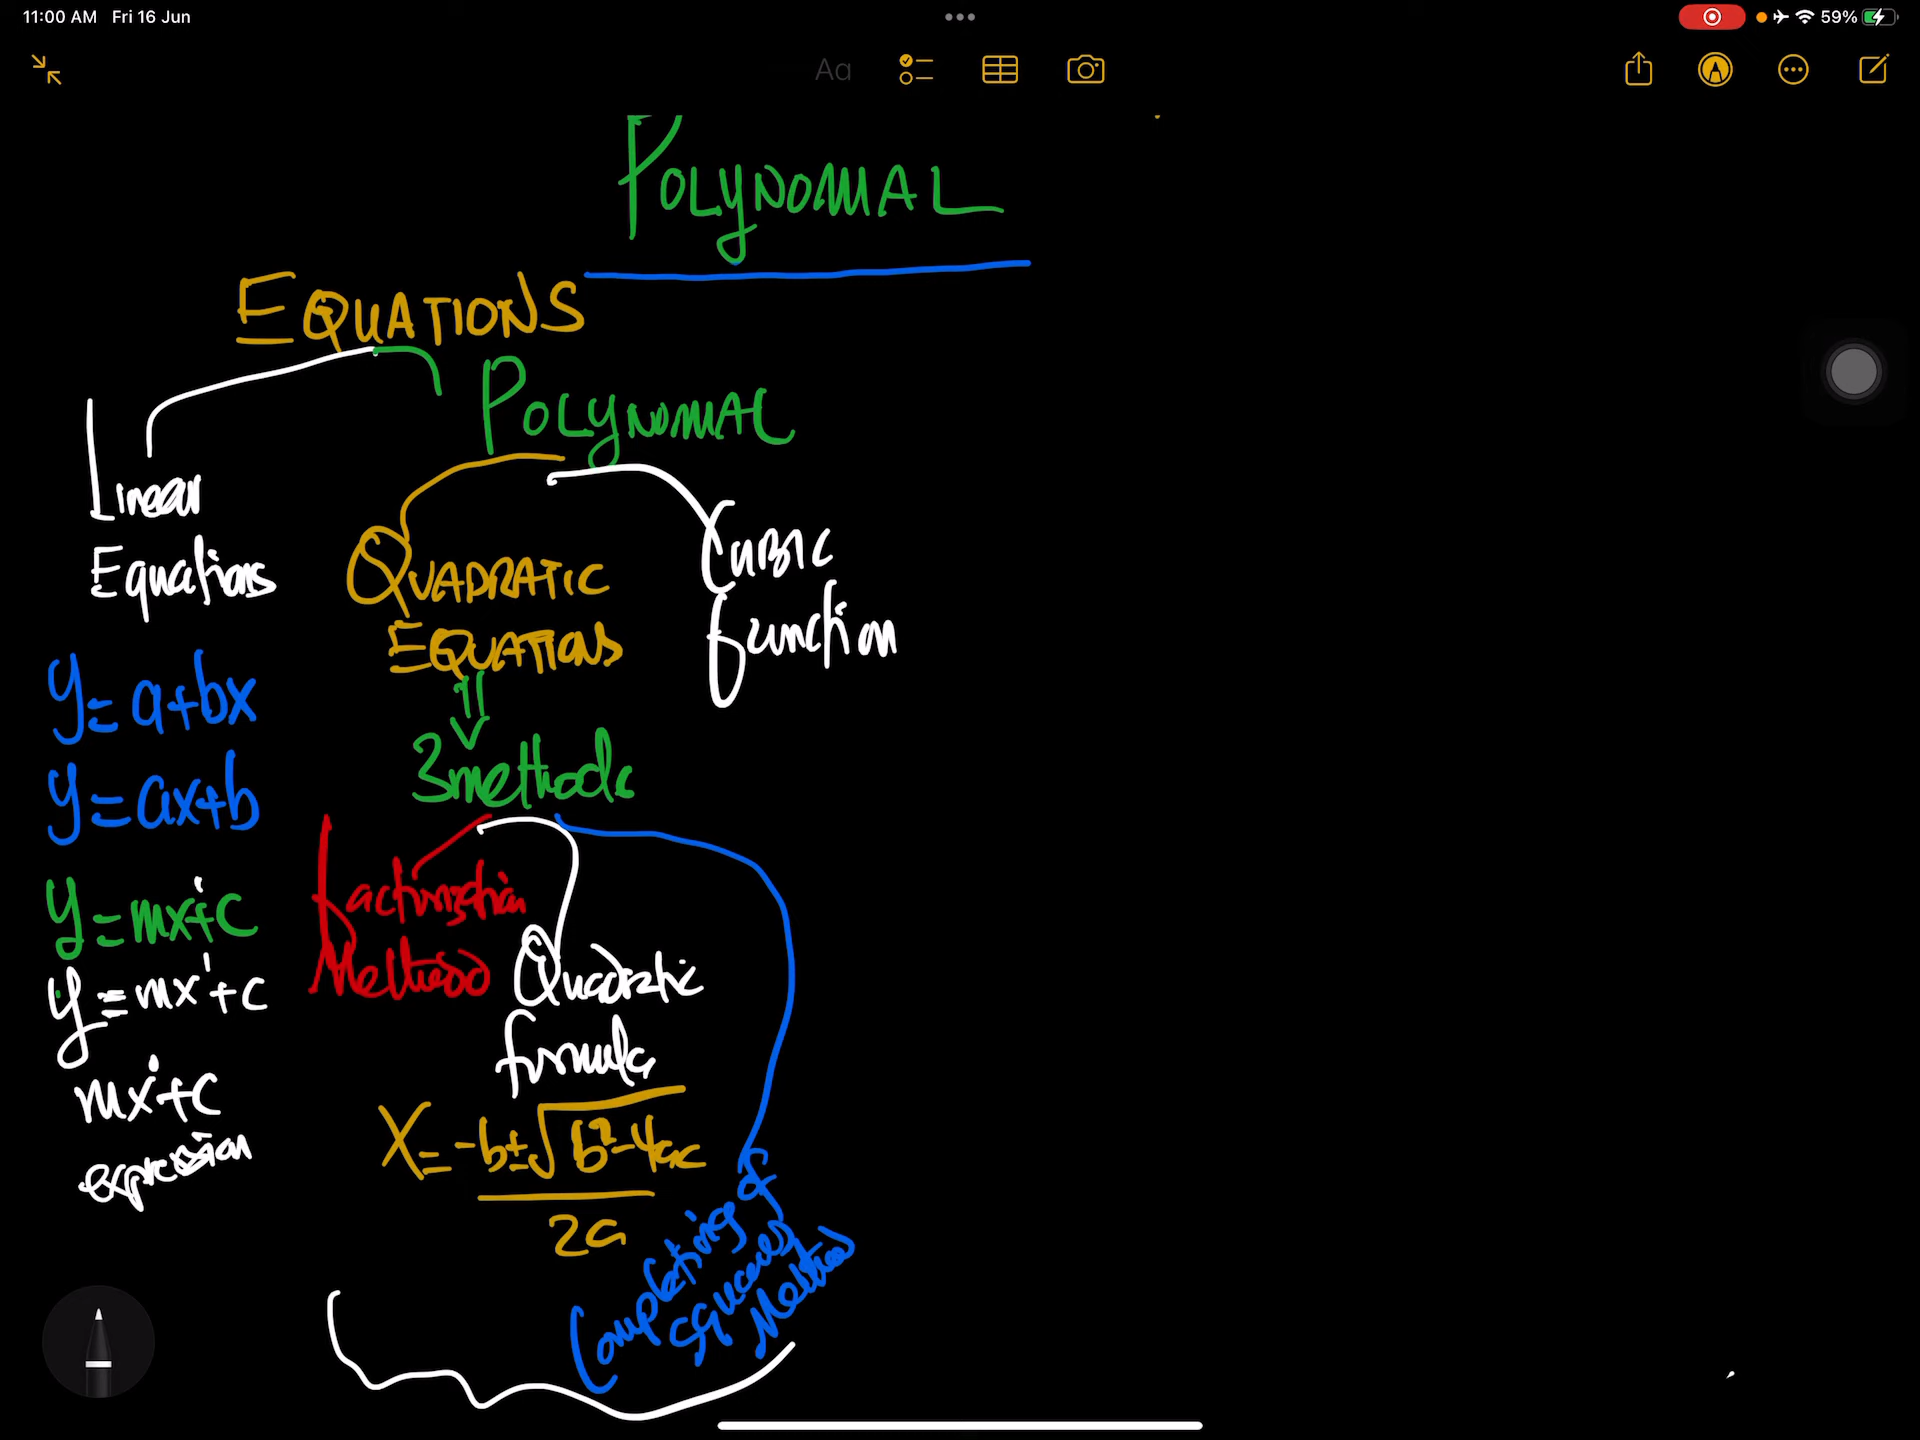 11:00 AM Fri 16 Jun
59%
Aa
POLYNOMAL
EQUATIONS
POLYNOMAL
Linear
Equations
QUADRATIC
EQUATIONS
CUBIC
function
y=a+bx
y=ax+b
3methods
y=mx+c
y=mx'+c
mx'+c
expression
factorization
Method
Quadratic
formula
X=-b±√b²-4ac
2a
Completing of
squares
Method